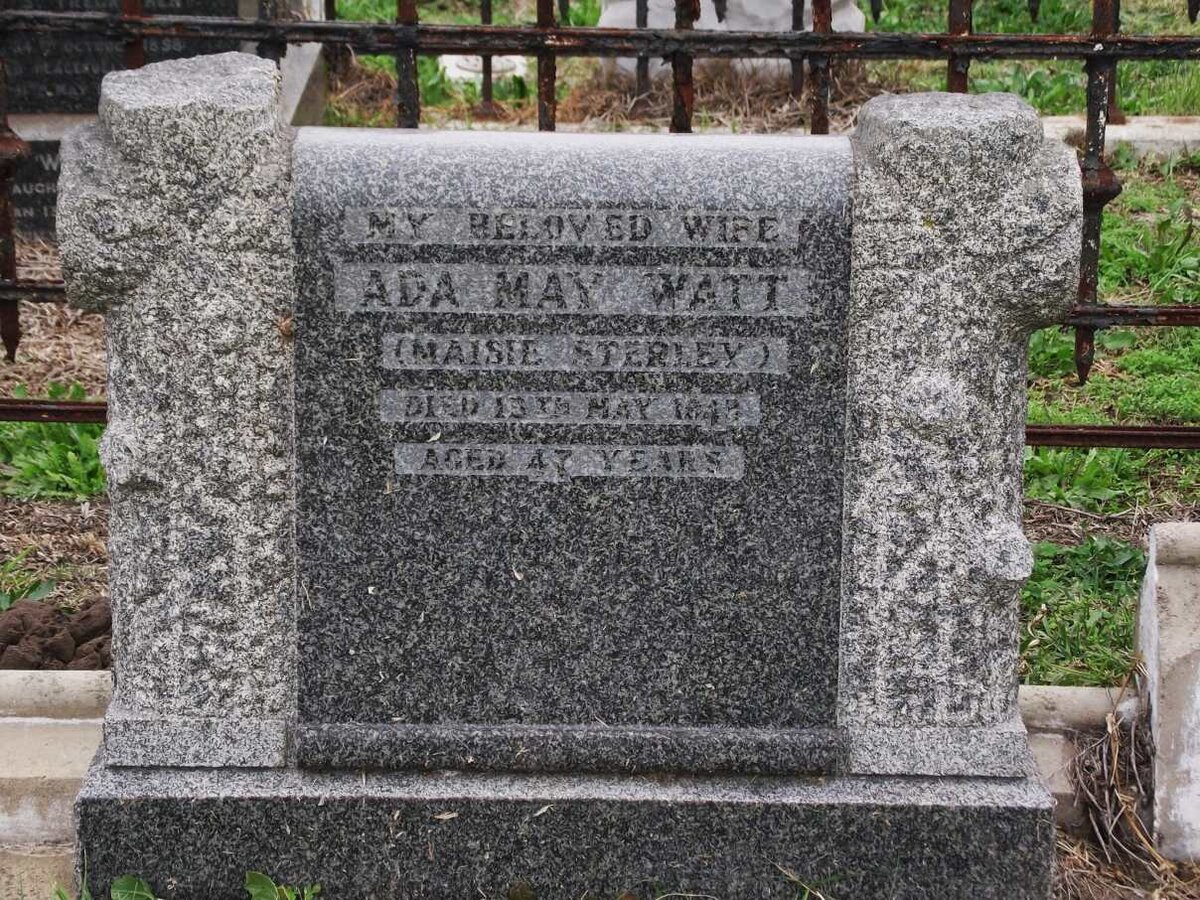 MY BELOVED WIFE
ADA MAY WATT
(MAISIE STERLEY)
DIED 13TH MAY
AGED 47 YEARS